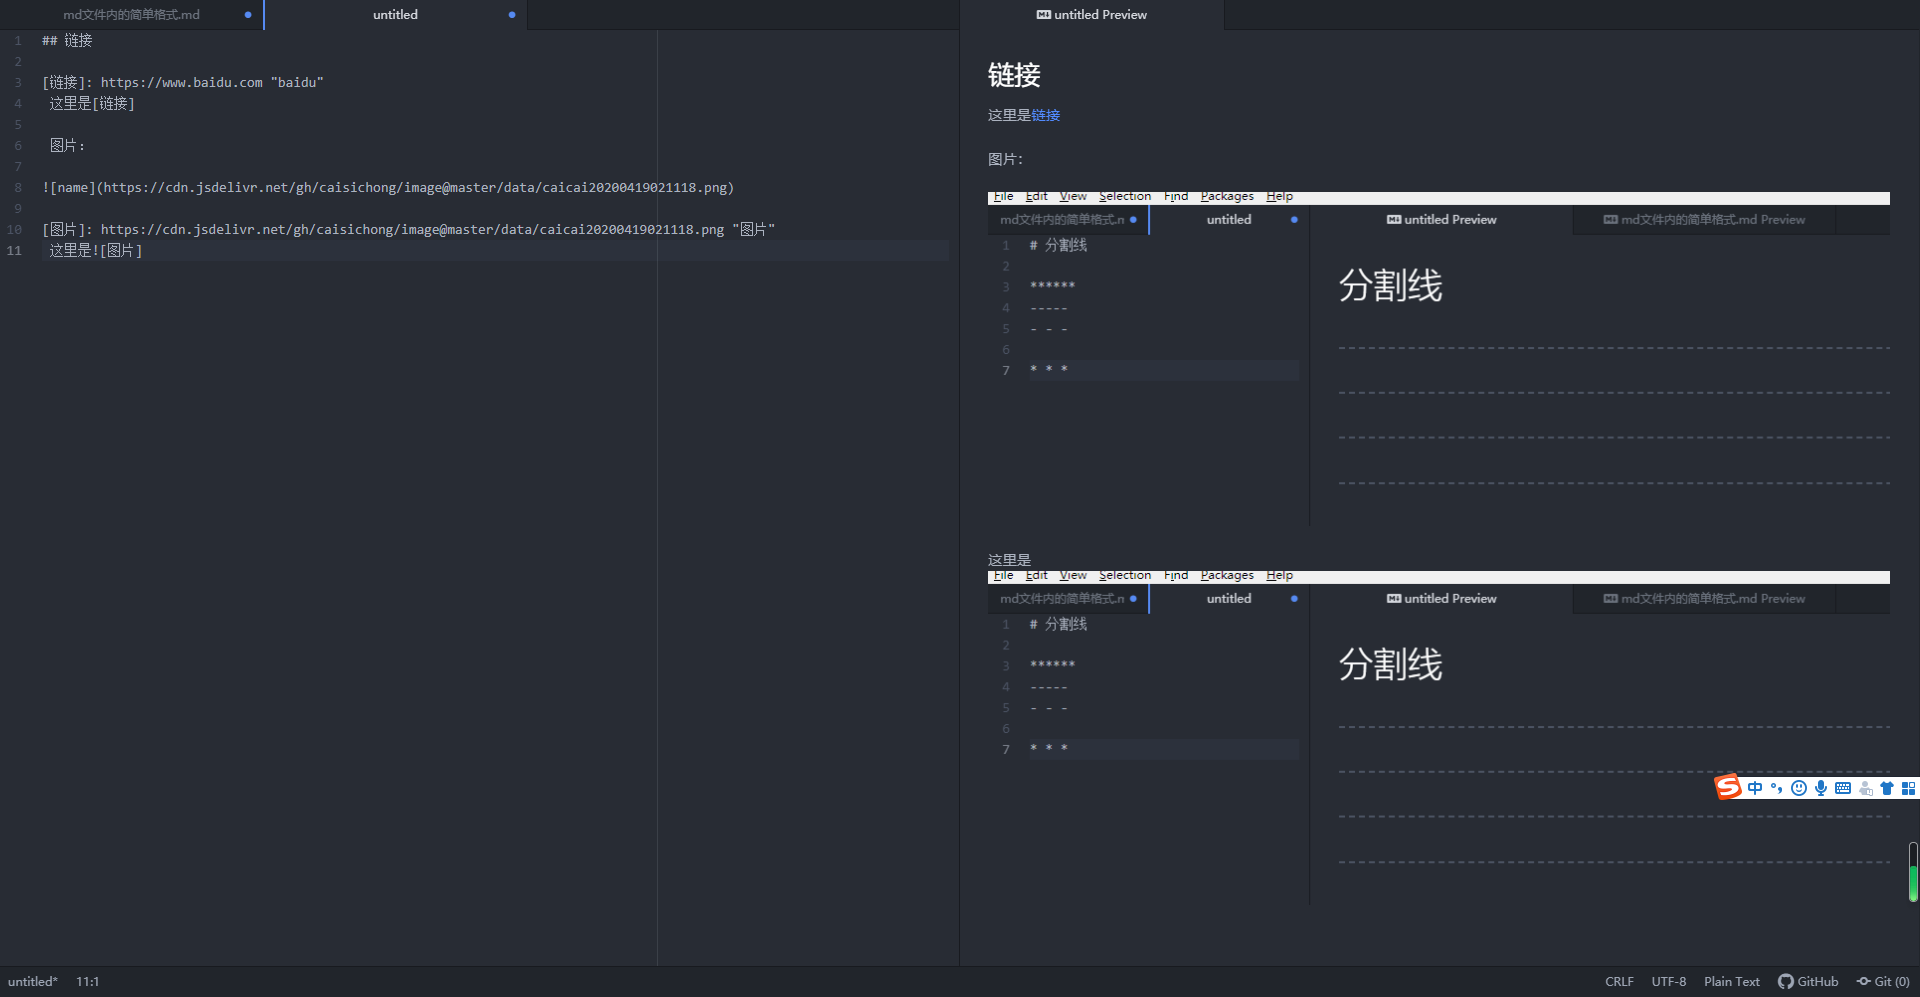 md文件内的简单格式.md
untitled
untitled Preview
1 ## 链接
2
3 [链接]: https://www.baidu.com "baidu"
4 这里是[链接]
5
6 图片:
7
8 ![name](https://cdn.jsdelivr.net/gh/caisichong/image@master/data/caicai20200419021118.png)
9
10 [图片]: https://cdn.jsdelivr.net/gh/caisichong/image@master/data/caicai20200419021118.png "图片"
11 这里是![图片]
链接
这里是链接
图片:
File Edit View Selection Find Packages Help
md文件内的简单格式.n
untitled
untitled Preview
md文件内的简单格式.md Preview
1 # 分割线
2
3 ******
4 -----
5 - - -
6
7 * * *
分割线
这里是
File Edit View Selection Find Packages Help
md文件内的简单格式.n
untitled
untitled Preview
md文件内的简单格式.md Preview
1 # 分割线
2
3 ******
4 -----
5 - - -
6
7 * * *
分割线
中
untitled* 11:1
CRLF UTF-8 Plain Text GitHub Git (0)